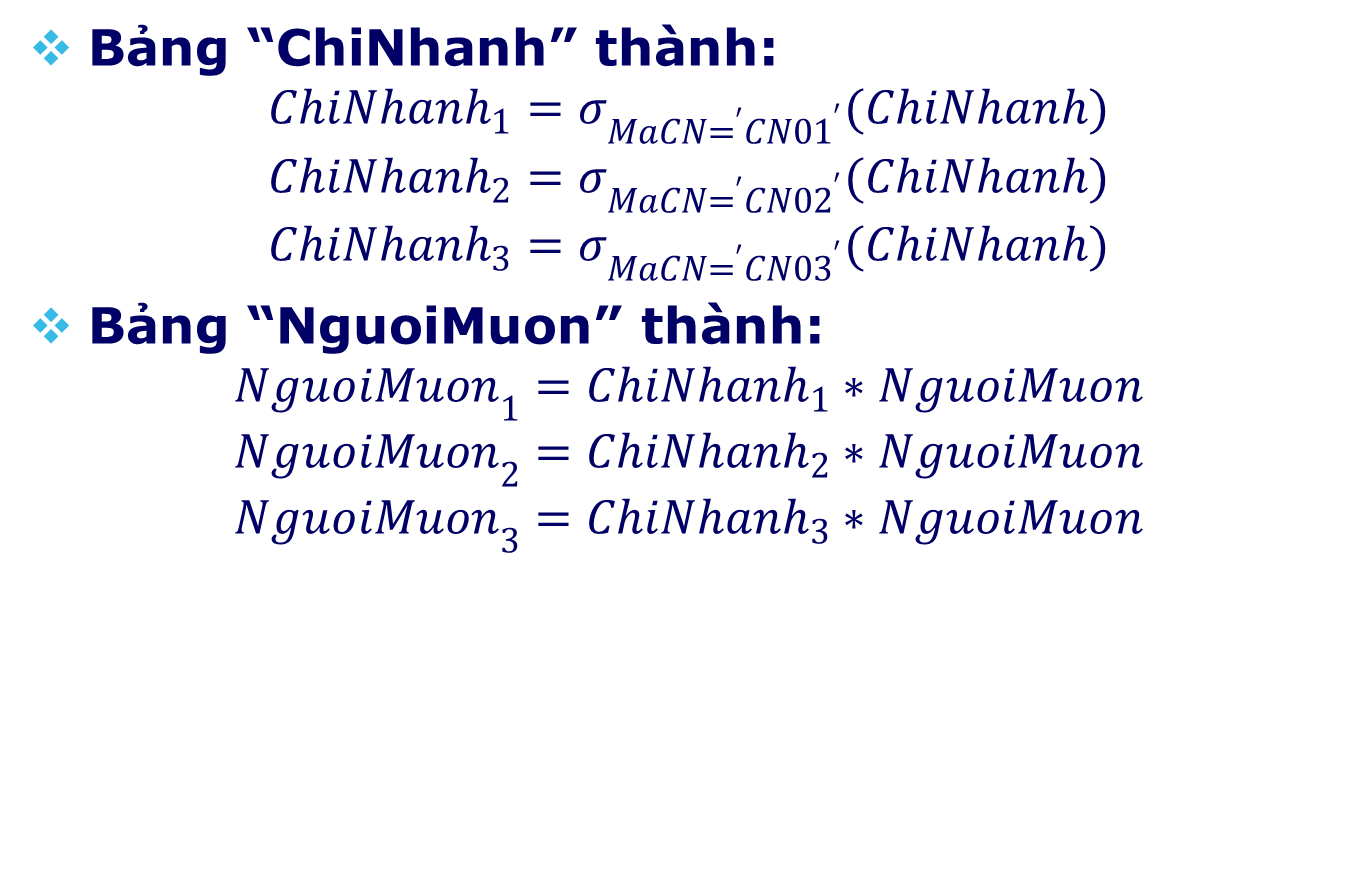 ❖ Bảng “ChiNhanh” thành:
𝐶ℎ𝑖𝑁ℎ𝑎𝑛ℎ₁ = 𝜎_{𝑀𝑎𝐶𝑁=′𝐶𝑁01′}(𝐶ℎ𝑖𝑁ℎ𝑎𝑛ℎ)
𝐶ℎ𝑖𝑁ℎ𝑎𝑛ℎ₂ = 𝜎_{𝑀𝑎𝐶𝑁=′𝐶𝑁02′}(𝐶ℎ𝑖𝑁ℎ𝑎𝑛ℎ)
𝐶ℎ𝑖𝑁ℎ𝑎𝑛ℎ₃ = 𝜎_{𝑀𝑎𝐶𝑁=′𝐶𝑁03′}(𝐶ℎ𝑖𝑁ℎ𝑎𝑛ℎ)
❖ Bảng “NguoiMuon” thành:
𝑁𝑔𝑢𝑜𝑖𝑀𝑢𝑜𝑛₁ = 𝐶ℎ𝑖𝑁ℎ𝑎𝑛ℎ₁ ∗ 𝑁𝑔𝑢𝑜𝑖𝑀𝑢𝑜𝑛
𝑁𝑔𝑢𝑜𝑖𝑀𝑢𝑜𝑛₂ = 𝐶ℎ𝑖𝑁ℎ𝑎𝑛ℎ₂ ∗ 𝑁𝑔𝑢𝑜𝑖𝑀𝑢𝑜𝑛
𝑁𝑔𝑢𝑜𝑖𝑀𝑢𝑜𝑛₃ = 𝐶ℎ𝑖𝑁ℎ𝑎𝑛ℎ₃ ∗ 𝑁𝑔𝑢𝑜𝑖𝑀𝑢𝑜𝑛